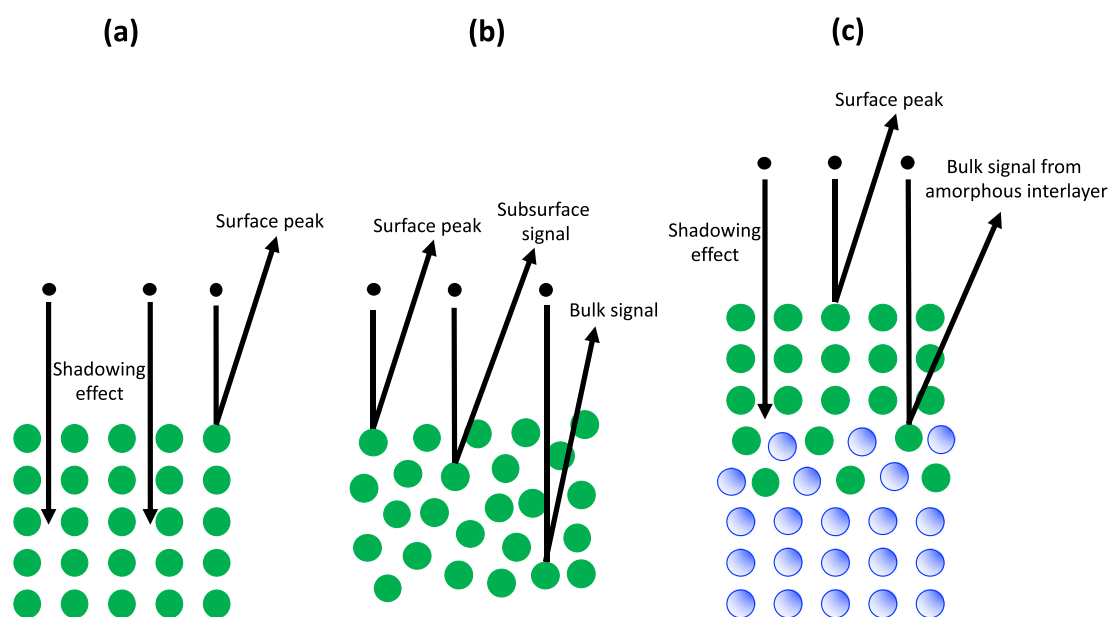 (a)
Surface peak
Shadowing
effect
(b)
Surface peak
Subsurface
signal
Bulk signal
(c)
Surface peak
Bulk signal from
amorphous interlayer
Shadowing
effect